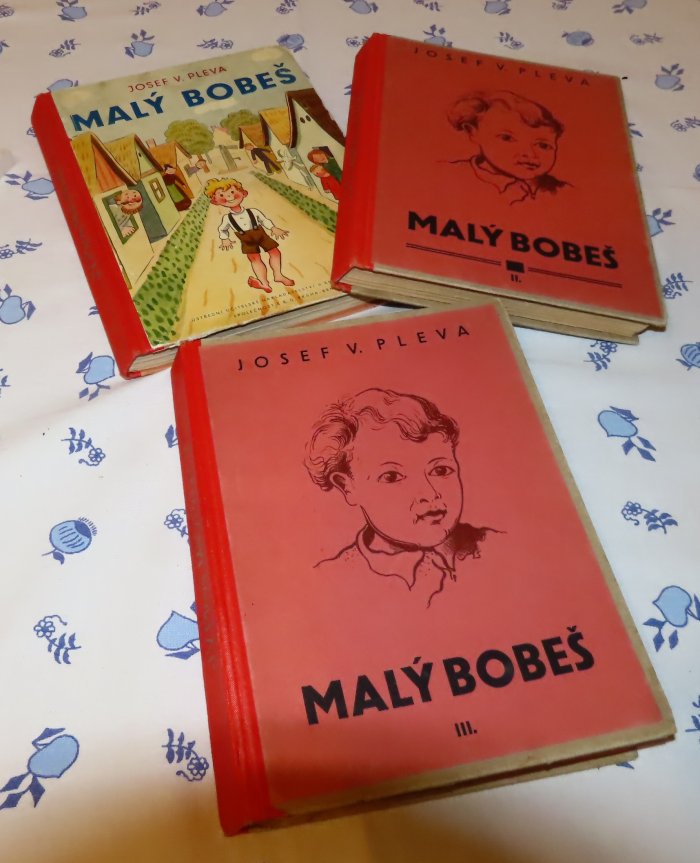 JOSEF V. PLEVA
MALÝ BOBEŠ
JOSEF V. PLEVA
MALÝ BOBEŠ
II.
JOSEF V. PLEVA
MALÝ BOBEŠ
III.